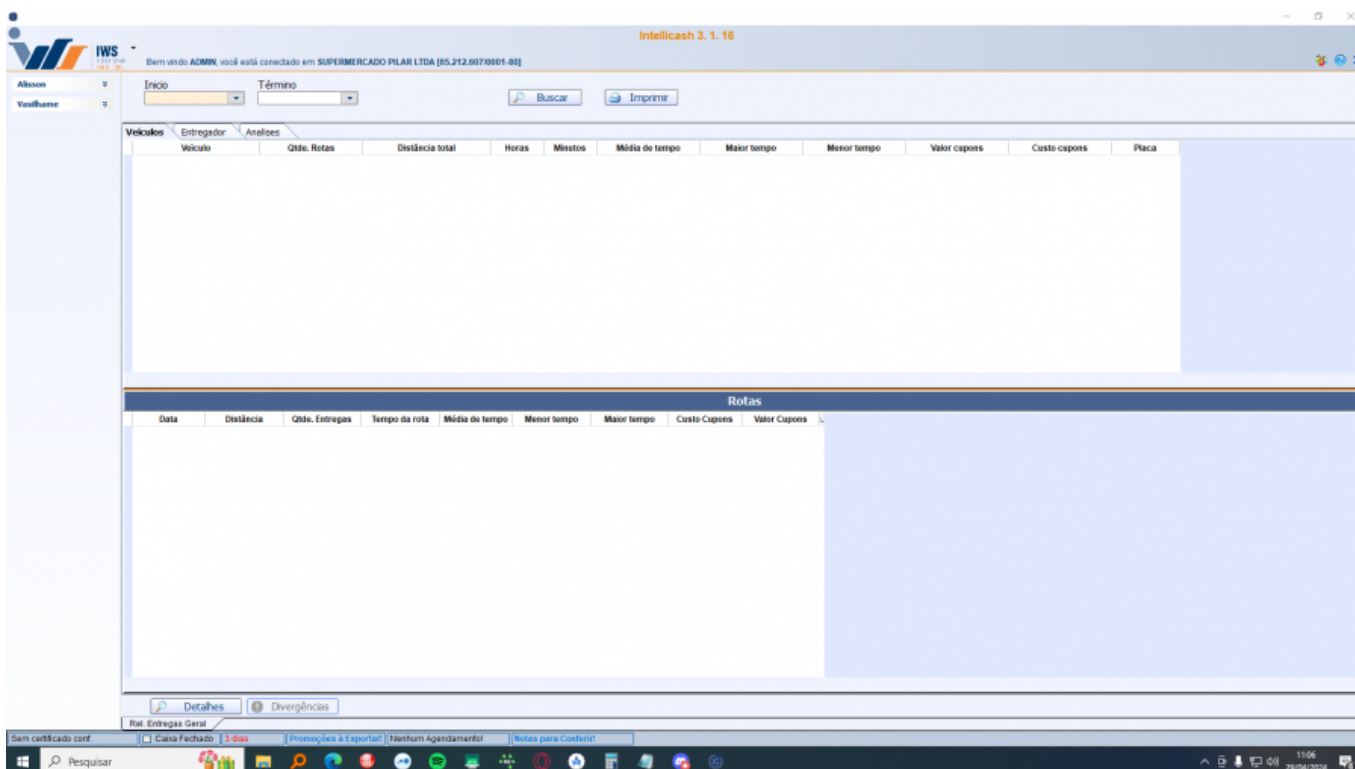 Intellicash 3. 1. 16
IWS
Bem vindo ADMIN, você está conectado em SUPERMERCADO PILAR LTDA [65.212.607/0001-80]
Alisson
Vasilhame
Inicio Término
Buscar Imprimir
Veículos Entregador Analises
Veiculo Qtde. Rotas Distância total Horas Minutos Média de tempo Maior tempo Menor tempo Valor cupons Custo cupons Placa
Rotas
Data Distância Qtde. Entregas Tempo da rota Média de tempo Menor tempo Maior tempo Custo Cupons Valor Cupons
Detalhes Divergências
Rel. Entregas Geral
Sem certificado conf. Caixa Fechado 3 dias Promoções à Exportar! Nenhum Agendamento! Notas para Conferir!
Pesquisar
11:06
29/04/2024